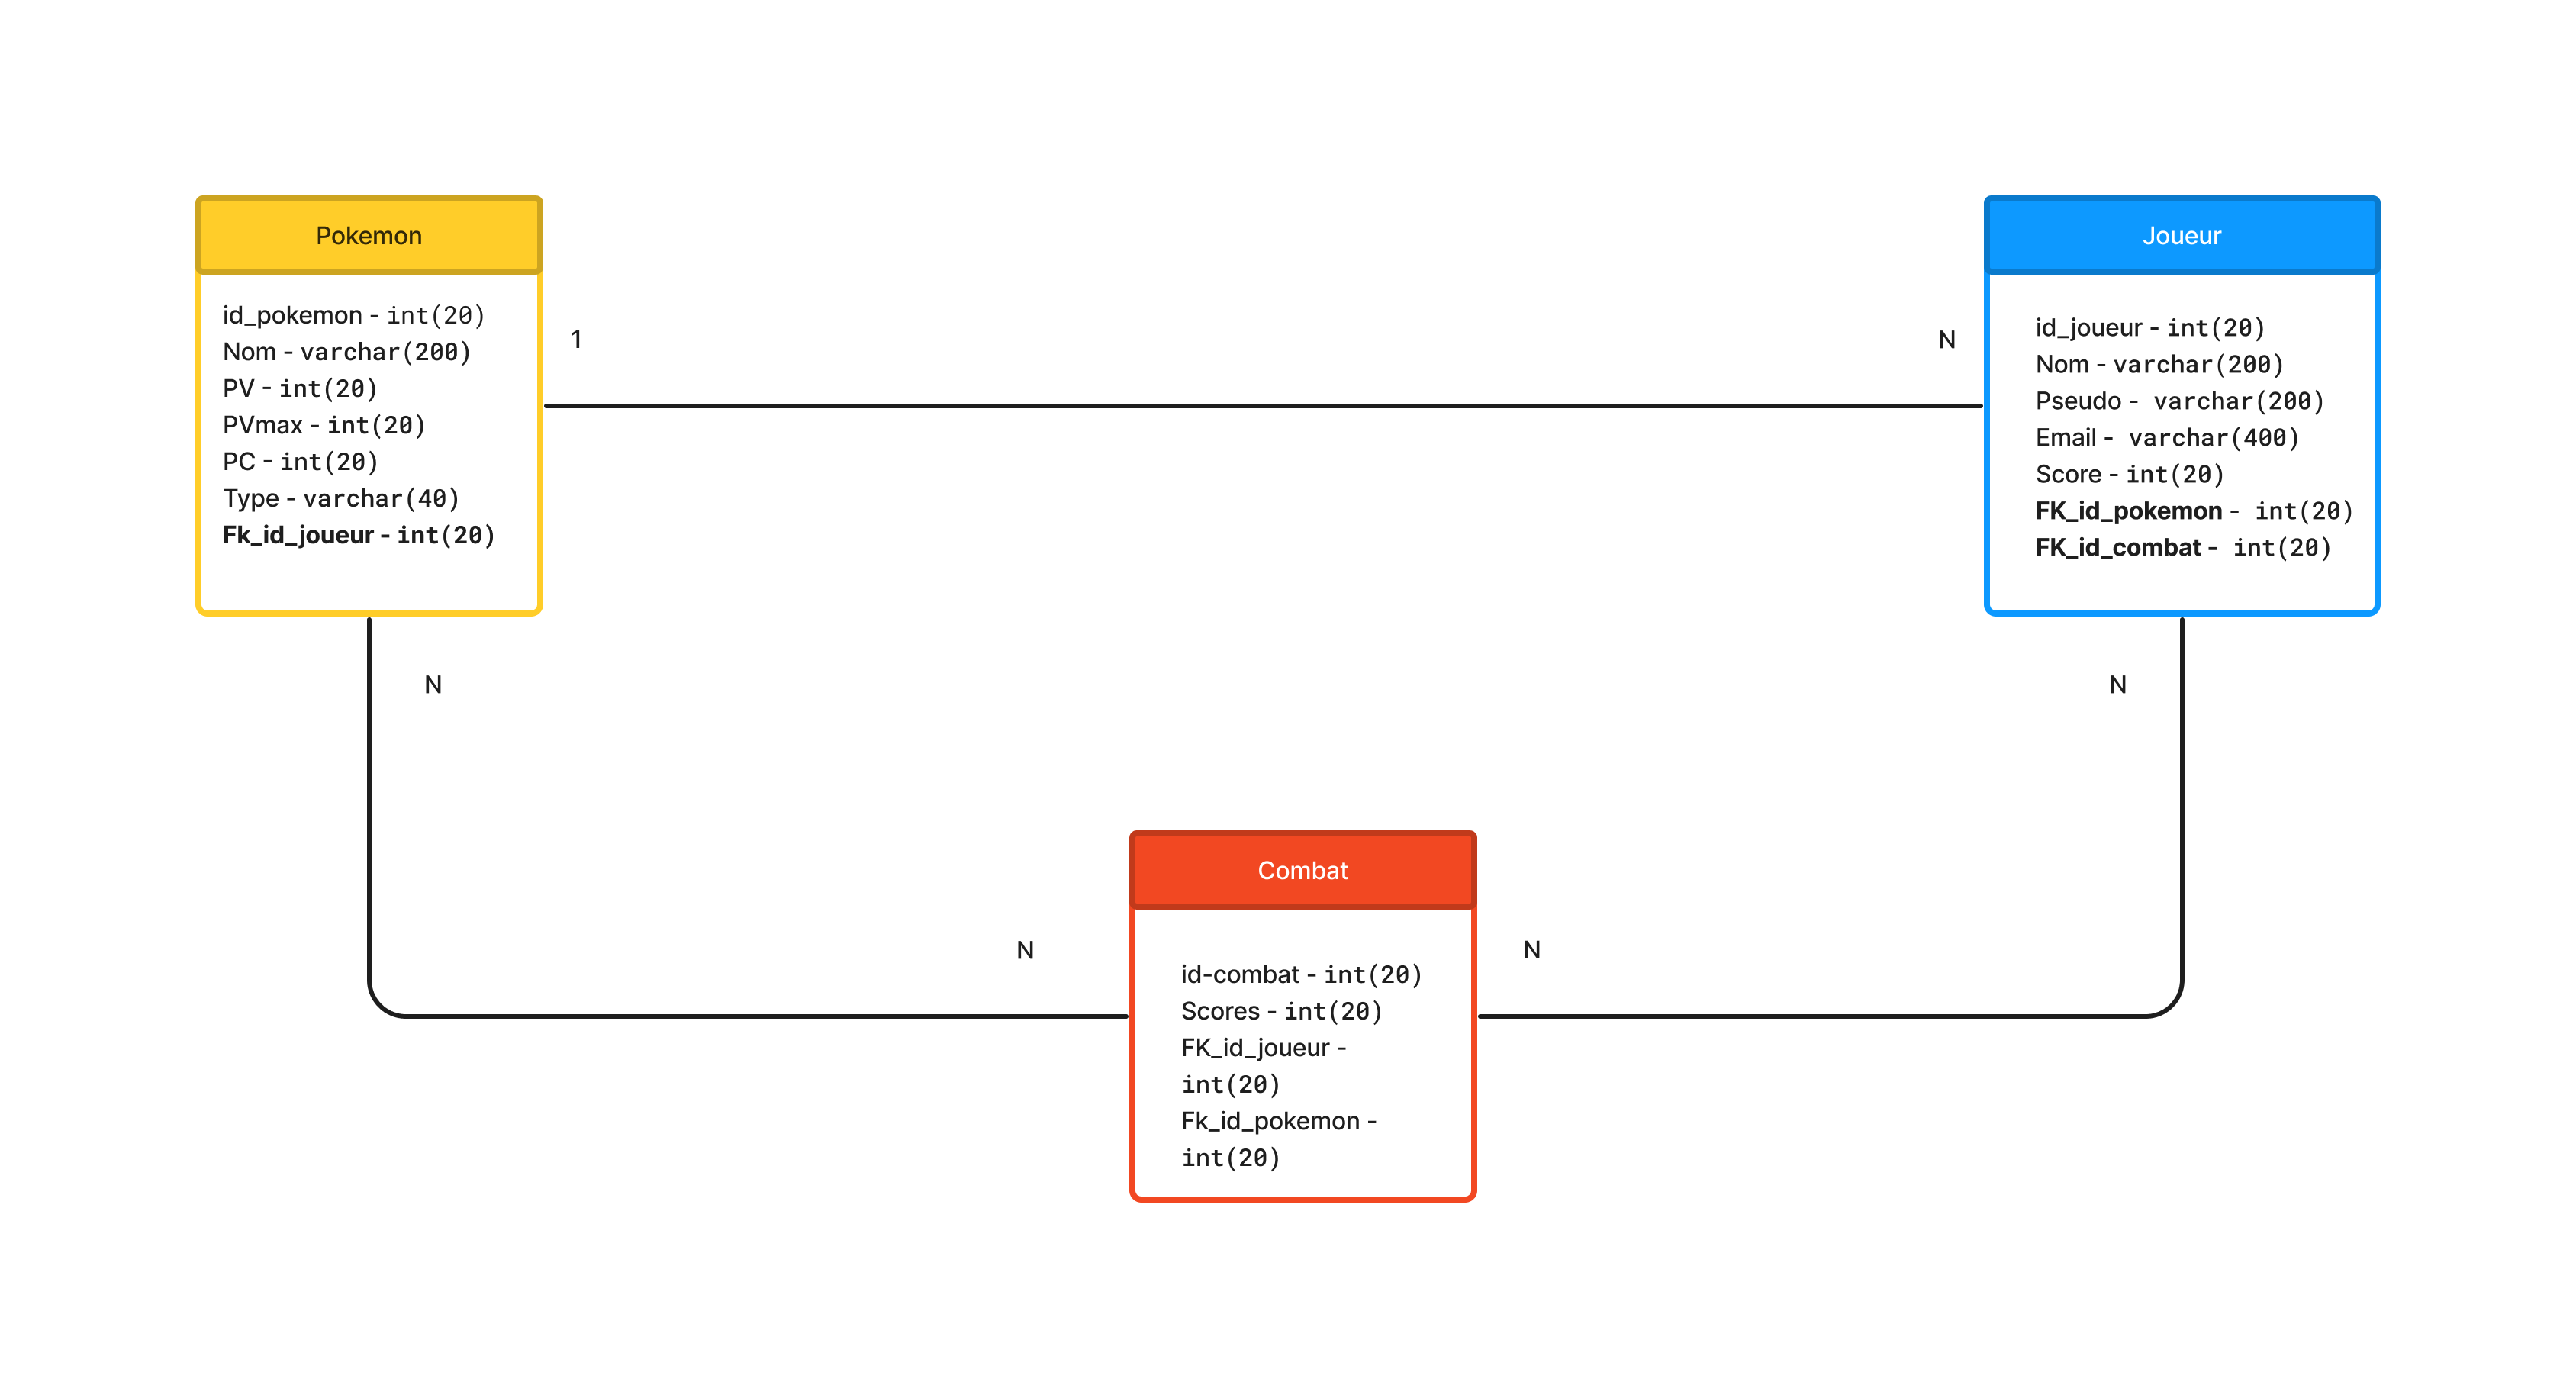 Pokemon
id_pokemon - int(20)
Nom - varchar(200)
PV - int(20)
PVmax - int(20)
PC - int(20)
Type - varchar(40)
Fk_id_joueur - int(20)
1
N
Joueur
id_joueur - int(20)
Nom - varchar(200)
Pseudo - varchar(200)
Email - varchar(400)
Score - int(20)
FK_id_pokemon - int(20)
FK_id_combat - int(20)
N
N
Combat
N
N
id-combat - int(20)
Scores - int(20)
FK_id_joueur -
int(20)
Fk_id_pokemon -
int(20)